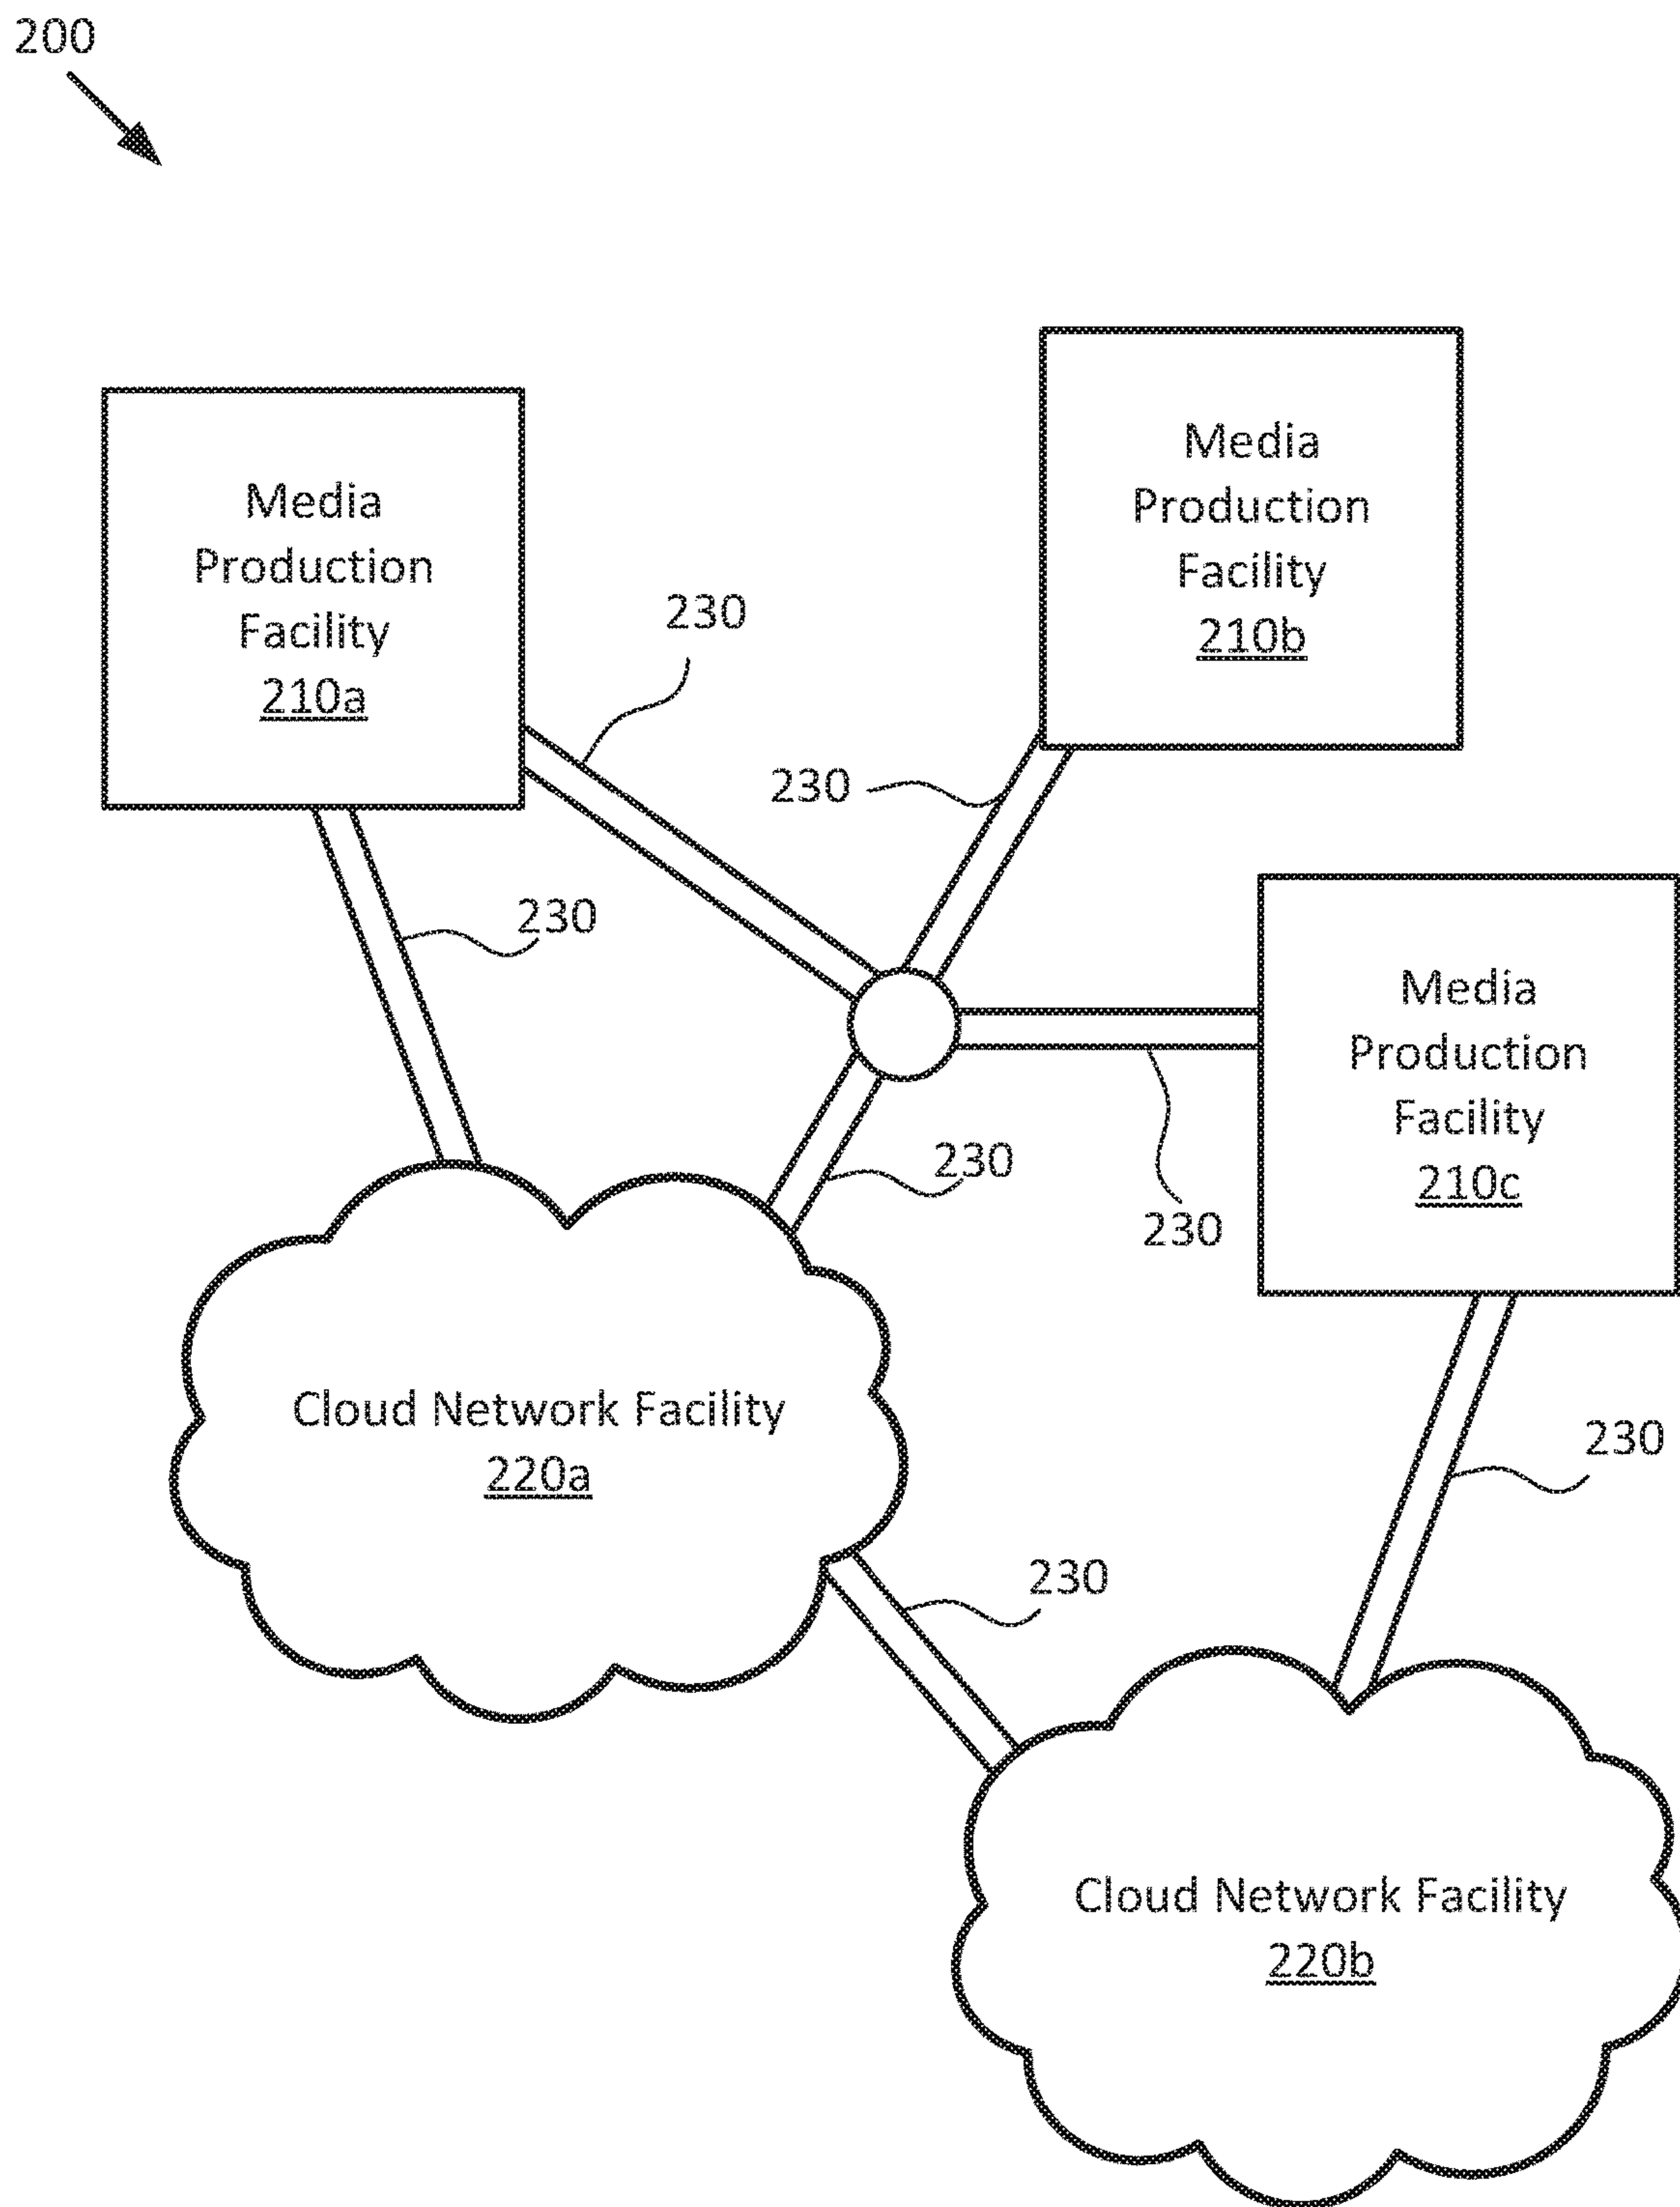 200
Media
Production
Facility
210a
Media
Production
Facility
210b
230
230
230
Media
Production
Facility
210c
230
230
Cloud Network Facility
220a
230
230
Cloud Network Facility
220b